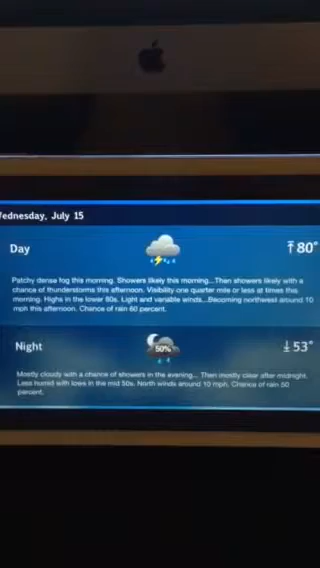 Wednesday, July 15
Day
80°
Patchy dense fog this morning. Showers likely this morning...Then showers likely with a
chance of thunderstorms this afternoon. Visibility one quarter mile or less at times this
morning. Highs in the lower 80s. Light and variable winds...Becoming northwest around 10
mph this afternoon. Chance of rain 60 percent.
Night
50%
53°
Mostly cloudy with a chance of showers in the evening... Then mostly clear after midnight.
Less humid with lows in the mid 50s. North winds around 10 mph. Chance of rain 50
percent.